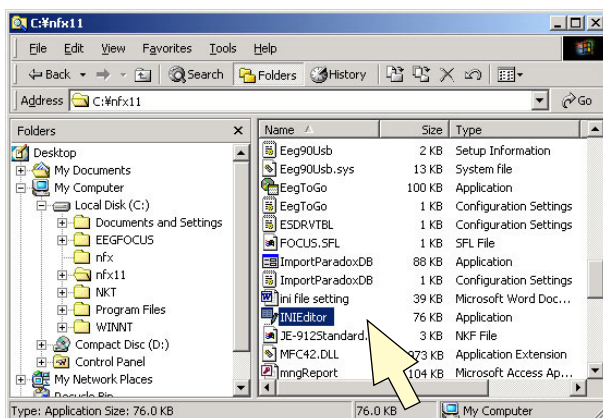 C:¥nfx11
File Edit View Favorites Tools Help
Back Search Folders History
Address C:¥nfx11 Go
Folders
Desktop
My Documents
My Computer
Local Disk (C:)
Documents and Settings
EEGFOCUS
nfx
nfx11
NKT
Program Files
WINNT
Compact Disc (D:)
Control Panel
My Network Places
Recycle Bin
Name Size Type
Eeg90Usb 2 KB Setup Information
Eeg90Usb.sys 13 KB System file
EegToGo 100 KB Application
EegToGo 1 KB Configuration Settings
ESDRVTBL 1 KB Configuration Settings
FOCUS.SFL 1 KB SFL File
ImportParadoxDB 88 KB Application
ImportParadoxDB 1 KB Configuration Settings
ini file setting 39 KB Microsoft Word Doc...
INIEditor 76 KB Application
JE-912Standard. 3 KB NKF File
MFC42.DLL 973 KB Application Extension
mngReport 104 KB Microsoft Access Ap...
Type: Application Size: 76.0 KB 76.0 KB My Computer